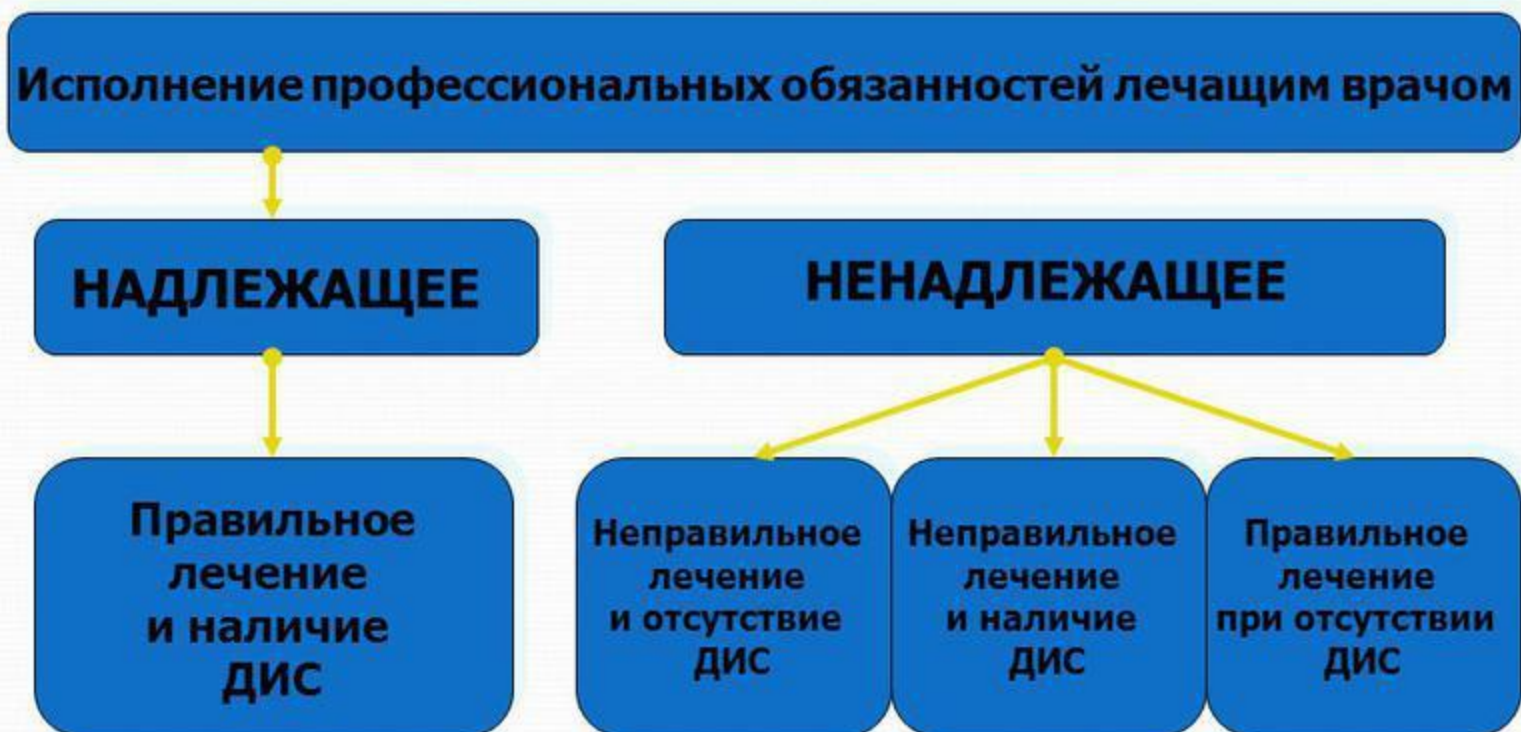 Исполнение профессиональных обязанностей лечащим врачом
НАДЛЕЖАЩЕЕ
НЕНАДЛЕЖАЩЕЕ
Правильное
лечение
и наличие
ДИС
Неправильное
лечение
и отсутствие
ДИС
Неправильное
лечение
и наличие
ДИС
Правильное
лечение
при отсутствии
ДИС